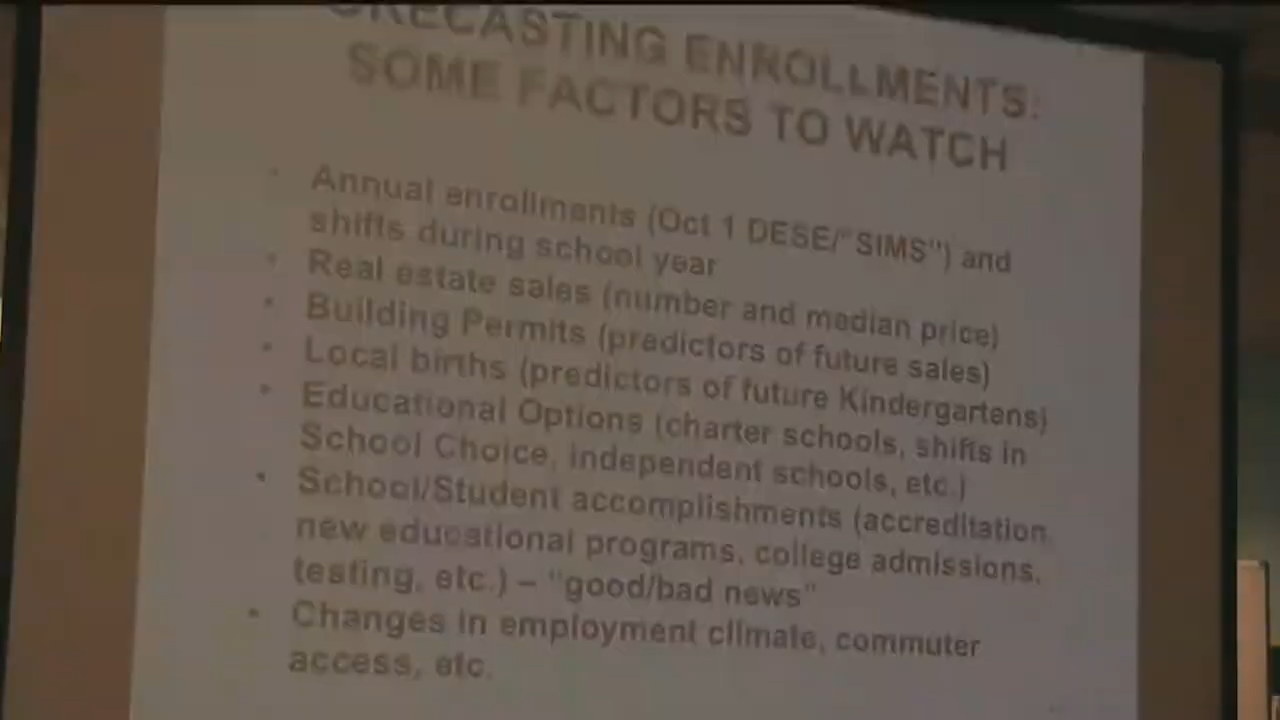 FORECASTING ENROLLMENTS:
SOME FACTORS TO WATCH
• Annual enrollments (Oct 1 DESE/"SIMS") and
shifts during school year
• Real estate sales (number and median price)
• Building Permits (predictors of future sales)
• Local births (predictors of future Kindergartens)
• Educational Options (charter schools, shifts in
School Choice, independent schools, etc.)
• School/Student accomplishments (accreditation,
new educational programs, college admissions,
testing, etc.) – "good/bad news"
• Changes in employment climate, commuter
access, etc.